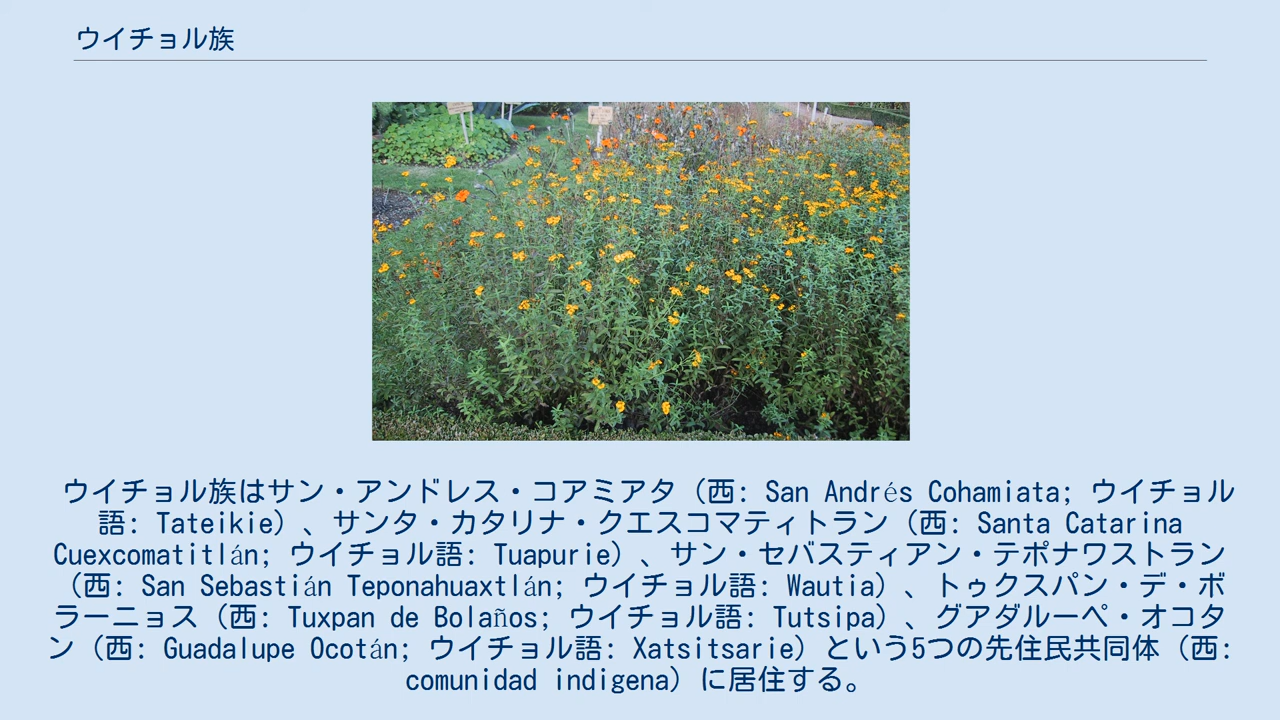 ウイチョル族
ウイチョル族はサン・アンドレス・コアミアタ（西: San Andrés Cohamiata; ウイチョル
語: Tateikie）、サンタ・カタリナ・クエスコマティトラン（西: Santa Catarina
Cuexcomatitlán; ウイチョル語: Tuapurie）、サン・セバスティアン・テポナワストラン
（西: San Sebastián Teponahuaxtlán; ウイチョル語: Wautia）、トゥクスパン・デ・ボ
ラーニョス（西: Tuxpan de Bolaños; ウイチョル語: Tutsipa）、グアダルーペ・オコタ
ン（西: Guadalupe Ocotán; ウイチョル語: Xatsitsarie）という5つの先住民共同体（西:
comunidad indigena）に居住する。